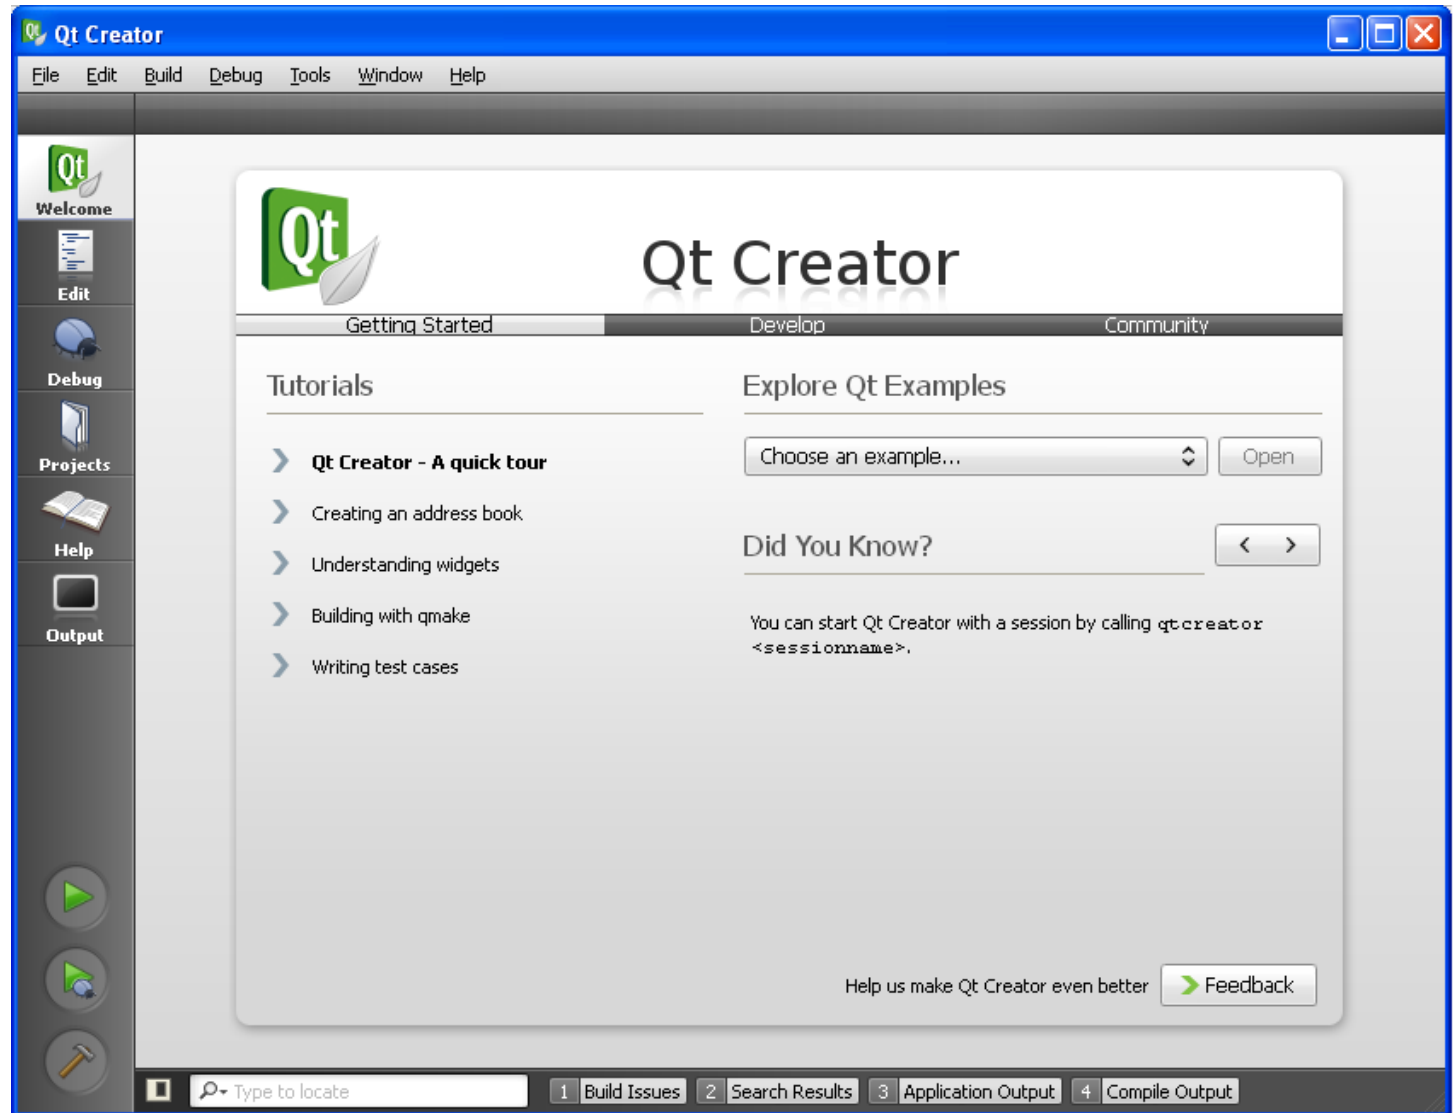 Qt Qt Creator
File Edit Build Debug Tools Window Help
Qt
Welcome
Edit
Debug
Projects
Help
Output
Qt
Qt Creator
Getting Started Develop Community
Tutorials
Qt Creator - A quick tour
Creating an address book
Understanding widgets
Building with qmake
Writing test cases
Explore Qt Examples
Choose an example... Open
Did You Know? < >
You can start Qt Creator with a session by calling qtcreator
<sessionname>.
Help us make Qt Creator even better Feedback
Type to locate 1 Build Issues 2 Search Results 3 Application Output 4 Compile Output